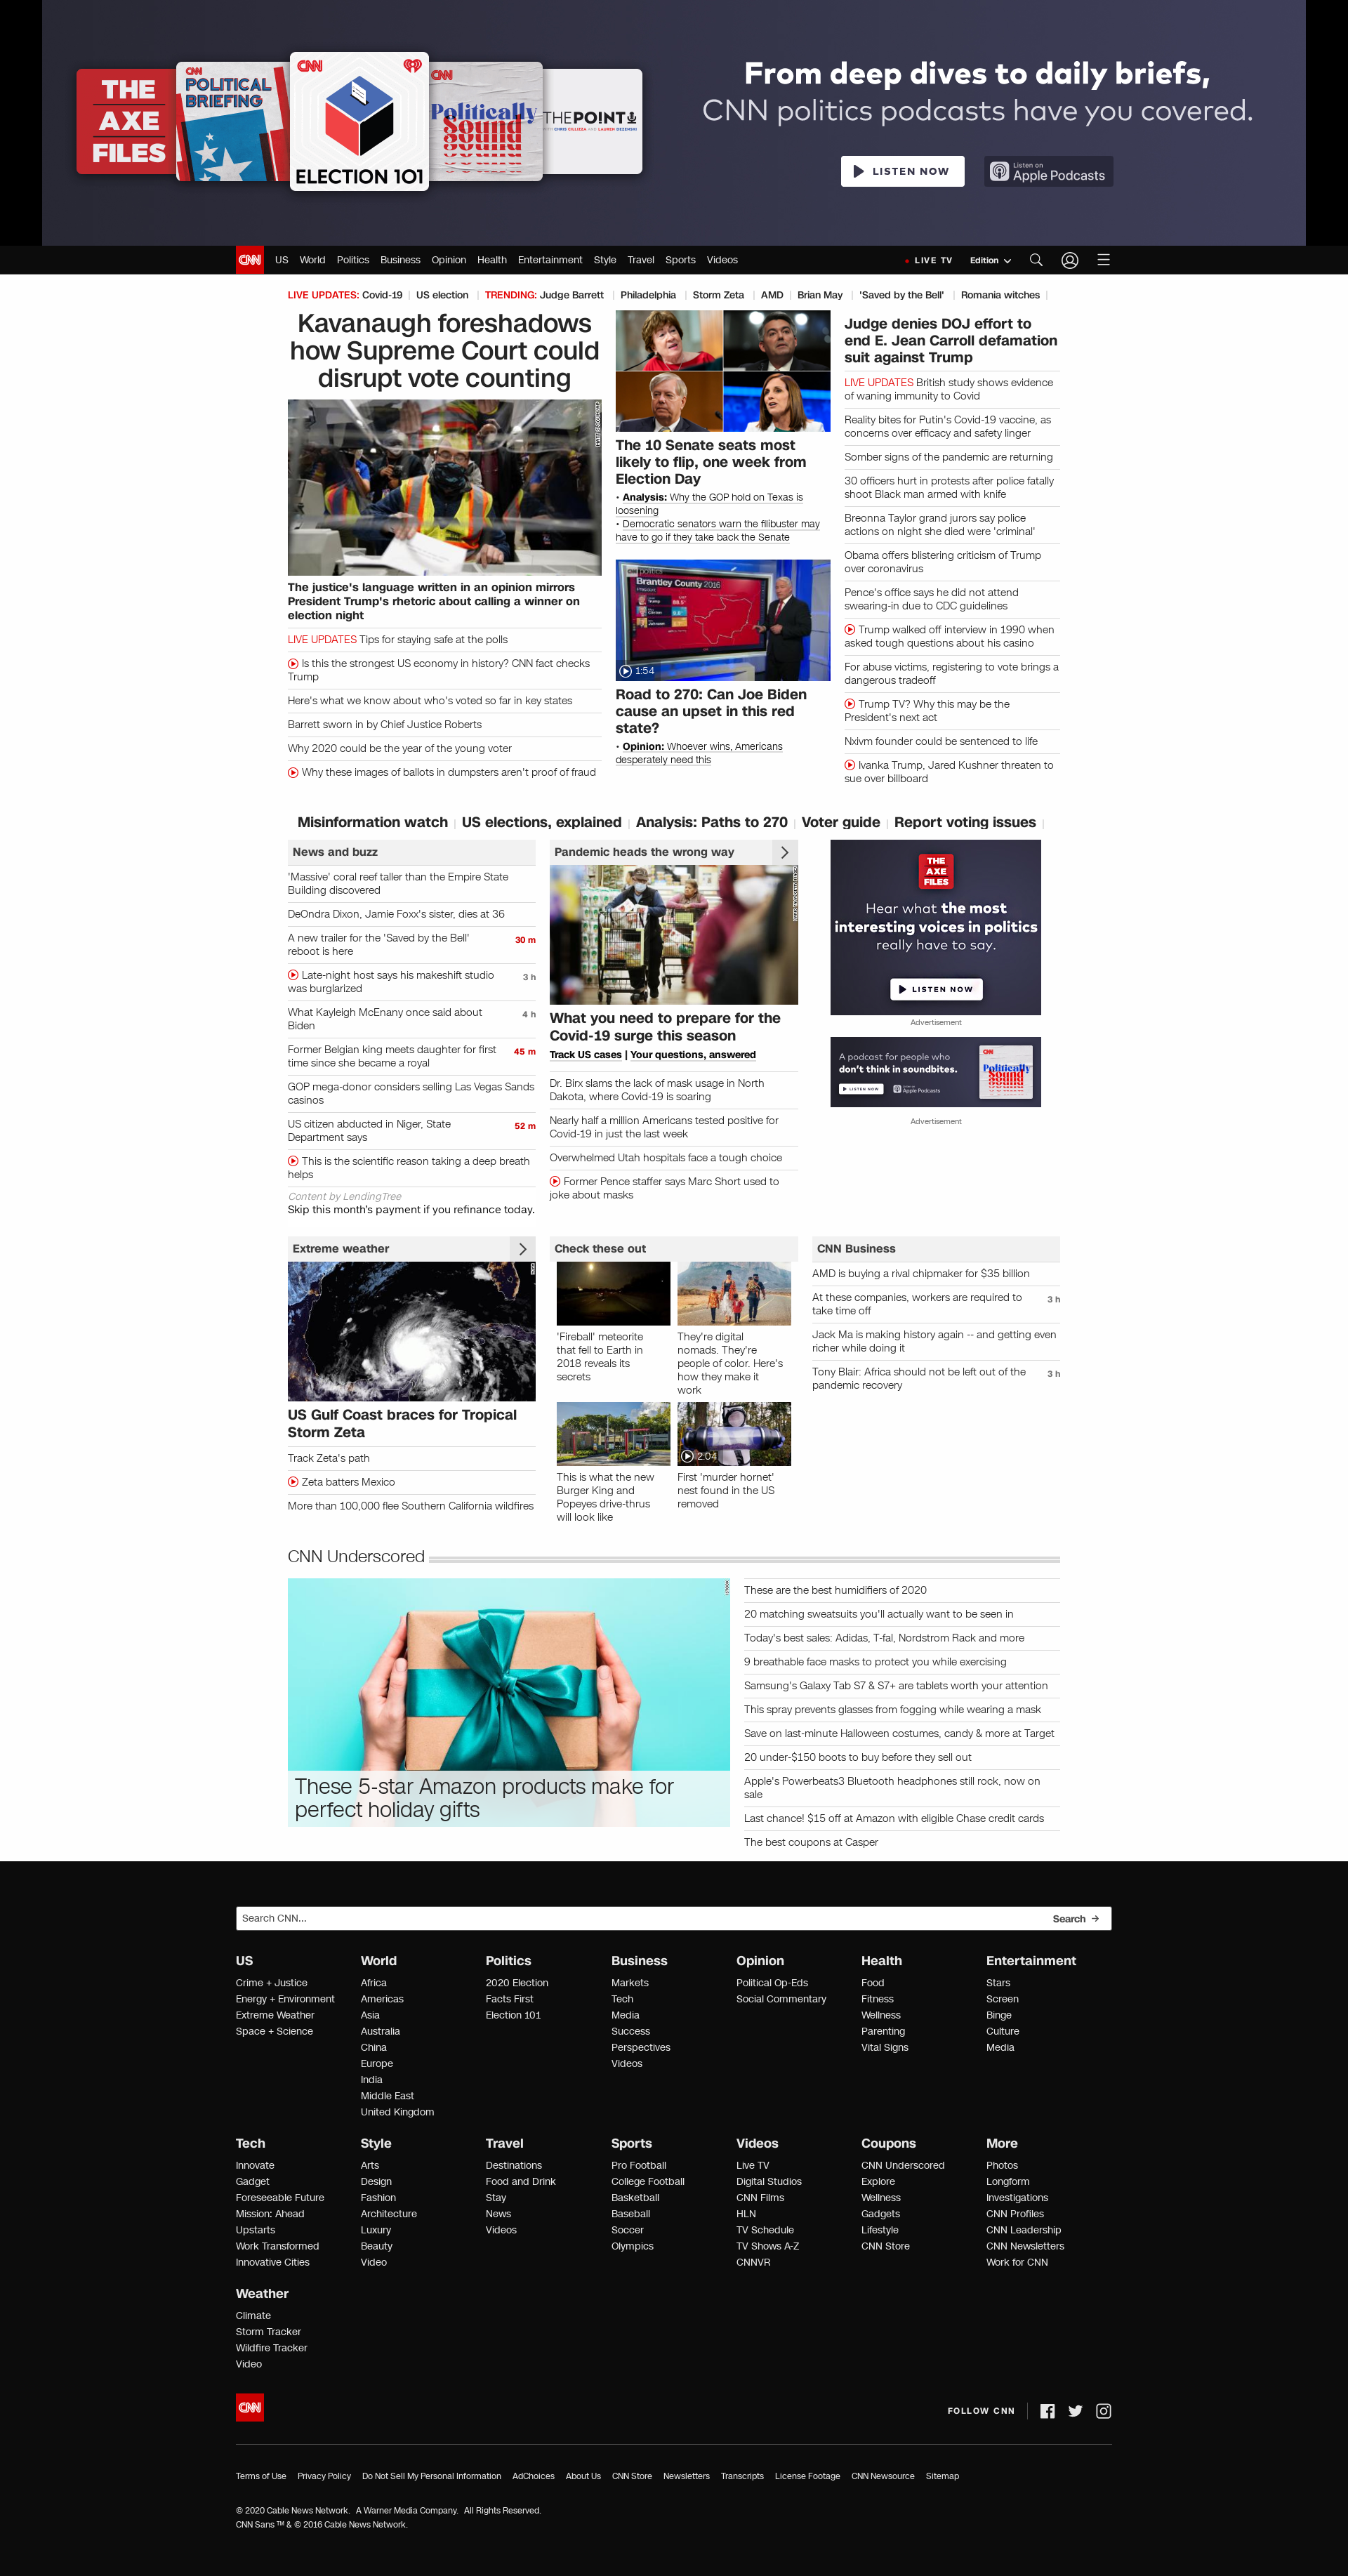 THE
AXE
FILES
CNN
POLITICAL
BRIEFING
CNN
ELECTION 101
CNN
Politically
Sound
THE POINT
WITH CHRIS CILLIZZA AND LAUREN DEZENSKI
From deep dives to daily briefs,
CNN politics podcasts have you covered.
LISTEN NOW
Listen on
Apple Podcasts
CNN US World Politics Business Opinion Health Entertainment Style Travel Sports Videos LIVE TV Edition
LIVE UPDATES: Covid-19 | US election | TRENDING: Judge Barrett | Philadelphia | Storm Zeta | AMD | Brian May | 'Saved by the Bell' | Romania witches |
Kavanaugh foreshadows
how Supreme Court could
disrupt vote counting
The justice's language written in an opinion mirrors
President Trump's rhetoric about calling a winner on
election night
LIVE UPDATES Tips for staying safe at the polls
Is this the strongest US economy in history? CNN fact checks
Trump
Here's what we know about who's voted so far in key states
Barrett sworn in by Chief Justice Roberts
Why 2020 could be the year of the young voter
Why these images of ballots in dumpsters aren't proof of fraud
The 10 Senate seats most
likely to flip, one week from
Election Day
• Analysis: Why the GOP hold on Texas is
loosening
• Democratic senators warn the filibuster may
have to go if they take back the Senate
Brantley County 2016
1:54
Road to 270: Can Joe Biden
cause an upset in this red
state?
• Opinion: Whoever wins, Americans
desperately need this
Judge denies DOJ effort to
end E. Jean Carroll defamation
suit against Trump
LIVE UPDATES British study shows evidence
of waning immunity to Covid
Reality bites for Putin's Covid-19 vaccine, as
concerns over efficacy and safety linger
Somber signs of the pandemic are returning
30 officers hurt in protests after police fatally
shoot Black man armed with knife
Breonna Taylor grand jurors say police
actions on night she died were 'criminal'
Obama offers blistering criticism of Trump
over coronavirus
Pence's office says he did not attend
swearing-in due to CDC guidelines
Trump walked off interview in 1990 when
asked tough questions about his casino
For abuse victims, registering to vote brings a
dangerous tradeoff
Trump TV? Why this may be the
President's next act
Nxivm founder could be sentenced to life
Ivanka Trump, Jared Kushner threaten to
sue over billboard
Misinformation watch | US elections, explained | Analysis: Paths to 270 | Voter guide | Report voting issues |
News and buzz
'Massive' coral reef taller than the Empire State
Building discovered
DeOndra Dixon, Jamie Foxx's sister, dies at 36
A new trailer for the 'Saved by the Bell' 30 m
reboot is here
Late-night host says his makeshift studio 3 h
was burglarized
What Kayleigh McEnany once said about 4 h
Biden
Former Belgian king meets daughter for first 45 m
time since she became a royal
GOP mega-donor considers selling Las Vegas Sands
casinos
US citizen abducted in Niger, State 52 m
Department says
This is the scientific reason taking a deep breath
helps
Content by LendingTree
Skip this month's payment if you refinance today.
Pandemic heads the wrong way
What you need to prepare for the
Covid-19 surge this season
Track US cases | Your questions, answered
Dr. Birx slams the lack of mask usage in North
Dakota, where Covid-19 is soaring
Nearly half a million Americans tested positive for
Covid-19 in just the last week
Overwhelmed Utah hospitals face a tough choice
Former Pence staffer says Marc Short used to
joke about masks
THE
AXE
FILES
Hear what the most
interesting voices in politics
really have to say.
LISTEN NOW
Advertisement
A podcast for people who
don't think in soundbites.
LISTEN NOW
Apple Podcasts
CNN
Politically
Sound
Advertisement
Extreme weather
US Gulf Coast braces for Tropical
Storm Zeta
Track Zeta's path
Zeta batters Mexico
More than 100,000 flee Southern California wildfires
Check these out
'Fireball' meteorite
that fell to Earth in
2018 reveals its
secrets
They're digital
nomads. They're
people of color. Here's
how they make it
work
This is what the new
Burger King and
Popeyes drive-thrus
will look like
2:04
First 'murder hornet'
nest found in the US
removed
CNN Business
AMD is buying a rival chipmaker for $35 billion
At these companies, workers are required to 3 h
take time off
Jack Ma is making history again -- and getting even
richer while doing it
Tony Blair: Africa should not be left out of the 3 h
pandemic recovery
CNN Underscored
These 5-star Amazon products make for
perfect holiday gifts
These are the best humidifiers of 2020
20 matching sweatsuits you'll actually want to be seen in
Today's best sales: Adidas, T-fal, Nordstrom Rack and more
9 breathable face masks to protect you while exercising
Samsung's Galaxy Tab S7 & S7+ are tablets worth your attention
This spray prevents glasses from fogging while wearing a mask
Save on last-minute Halloween costumes, candy & more at Target
20 under-$150 boots to buy before they sell out
Apple's Powerbeats3 Bluetooth headphones still rock, now on
sale
Last chance! $15 off at Amazon with eligible Chase credit cards
The best coupons at Casper
Search CNN... Search →
US
Crime + Justice
Energy + Environment
Extreme Weather
Space + Science
World
Africa
Americas
Asia
Australia
China
Europe
India
Middle East
United Kingdom
Politics
2020 Election
Facts First
Election 101
Business
Markets
Tech
Media
Success
Perspectives
Videos
Opinion
Political Op-Eds
Social Commentary
Health
Food
Fitness
Wellness
Parenting
Vital Signs
Entertainment
Stars
Screen
Binge
Culture
Media
Tech
Innovate
Gadget
Foreseeable Future
Mission: Ahead
Upstarts
Work Transformed
Innovative Cities
Style
Arts
Design
Fashion
Architecture
Luxury
Beauty
Video
Travel
Destinations
Food and Drink
Stay
News
Videos
Sports
Pro Football
College Football
Basketball
Baseball
Soccer
Olympics
Videos
Live TV
Digital Studios
CNN Films
HLN
TV Schedule
TV Shows A-Z
CNNVR
Coupons
CNN Underscored
Explore
Wellness
Gadgets
Lifestyle
CNN Store
More
Photos
Longform
Investigations
CNN Profiles
CNN Leadership
CNN Newsletters
Work for CNN
Weather
Climate
Storm Tracker
Wildfire Tracker
Video
CNN FOLLOW CNN
Terms of Use Privacy Policy Do Not Sell My Personal Information AdChoices About Us CNN Store Newsletters Transcripts License Footage CNN Newsource Sitemap
© 2020 Cable News Network. A Warner Media Company. All Rights Reserved.
CNN Sans ™ & © 2016 Cable News Network.